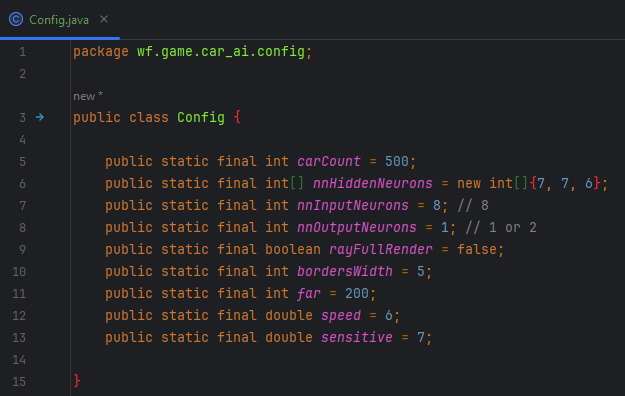 Config.java ×
1 package wf.game.car_ai.config;
2
new *
3 public class Config {
4
5     public static final int carCount = 500;
6     public static final int[] nnHiddenNeurons = new int[]{7, 7, 6};
7     public static final int nnInputNeurons = 8; // 8
8     public static final int nnOutputNeurons = 1; // 1 or 2
9     public static final boolean rayFullRender = false;
10     public static final int bordersWidth = 5;
11     public static final int far = 200;
12     public static final double speed = 6;
13     public static final double sensitive = 7;
14
15 }